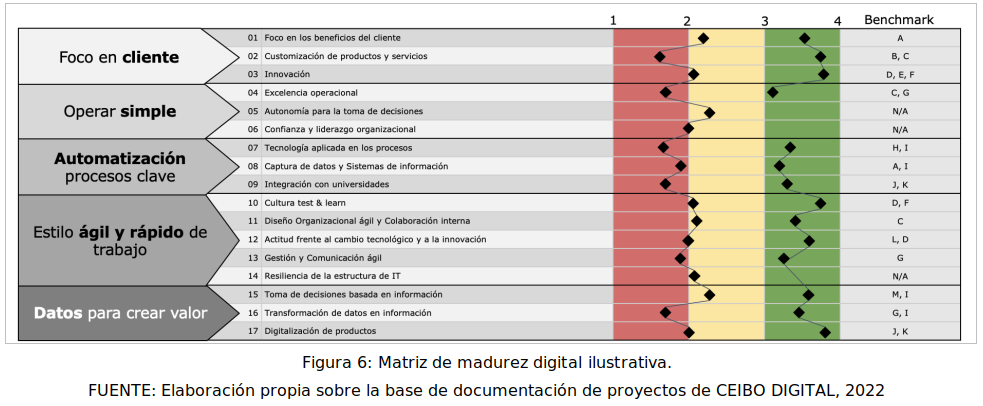 1 2 3 4 Benchmark
Foco en cliente
01 Foco en los beneficios del cliente A
02 Customización de productos y servicios B, C
03 Innovación D, E, F
Operar simple
04 Excelencia operacional C, G
05 Autonomía para la toma de decisiones N/A
06 Confianza y liderazgo organizacional N/A
Automatización
procesos clave
07 Tecnología aplicada en los procesos H, I
08 Captura de datos y Sistemas de información A, I
09 Integración con universidades J, K
Estilo ágil y rápido de
trabajo
10 Cultura test & learn D, F
11 Diseño Organizacional ágil y Colaboración interna C
12 Actitud frente al cambio tecnológico y a la innovación L, D
13 Gestión y Comunicación ágil G
14 Resiliencia de la estructura de IT N/A
Datos para crear valor
15 Toma de decisiones basada en información M, I
16 Transformación de datos en información G, I
17 Digitalización de productos J, K
Figura 6: Matriz de madurez digital ilustrativa.
FUENTE: Elaboración propia sobre la base de documentación de proyectos de CEIBO DIGITAL, 2022